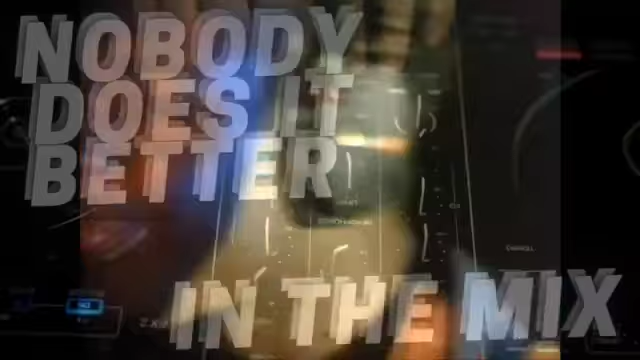 NOBODY
DOES IT
BETTER
IN THE MIX